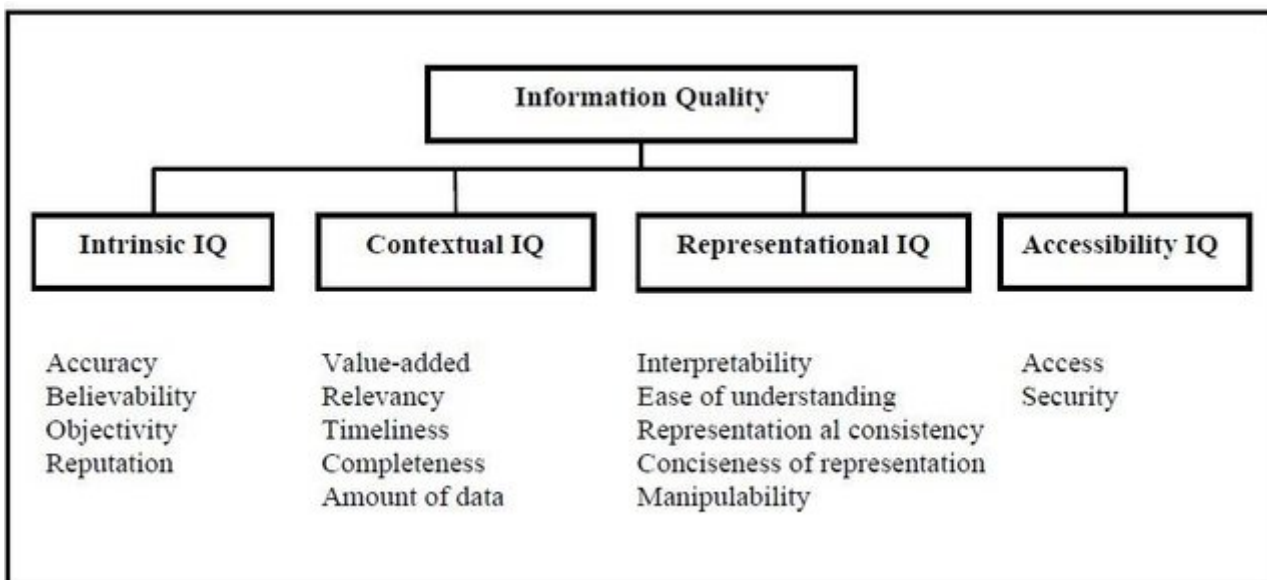 Information Quality
Intrinsic IQ
Contextual IQ
Representational IQ
Accessibility IQ
Accuracy
Believability
Objectivity
Reputation
Value-added
Relevancy
Timeliness
Completeness
Amount of data
Interpretability
Ease of understanding
Representation al consistency
Conciseness of representation
Manipulability
Access
Security